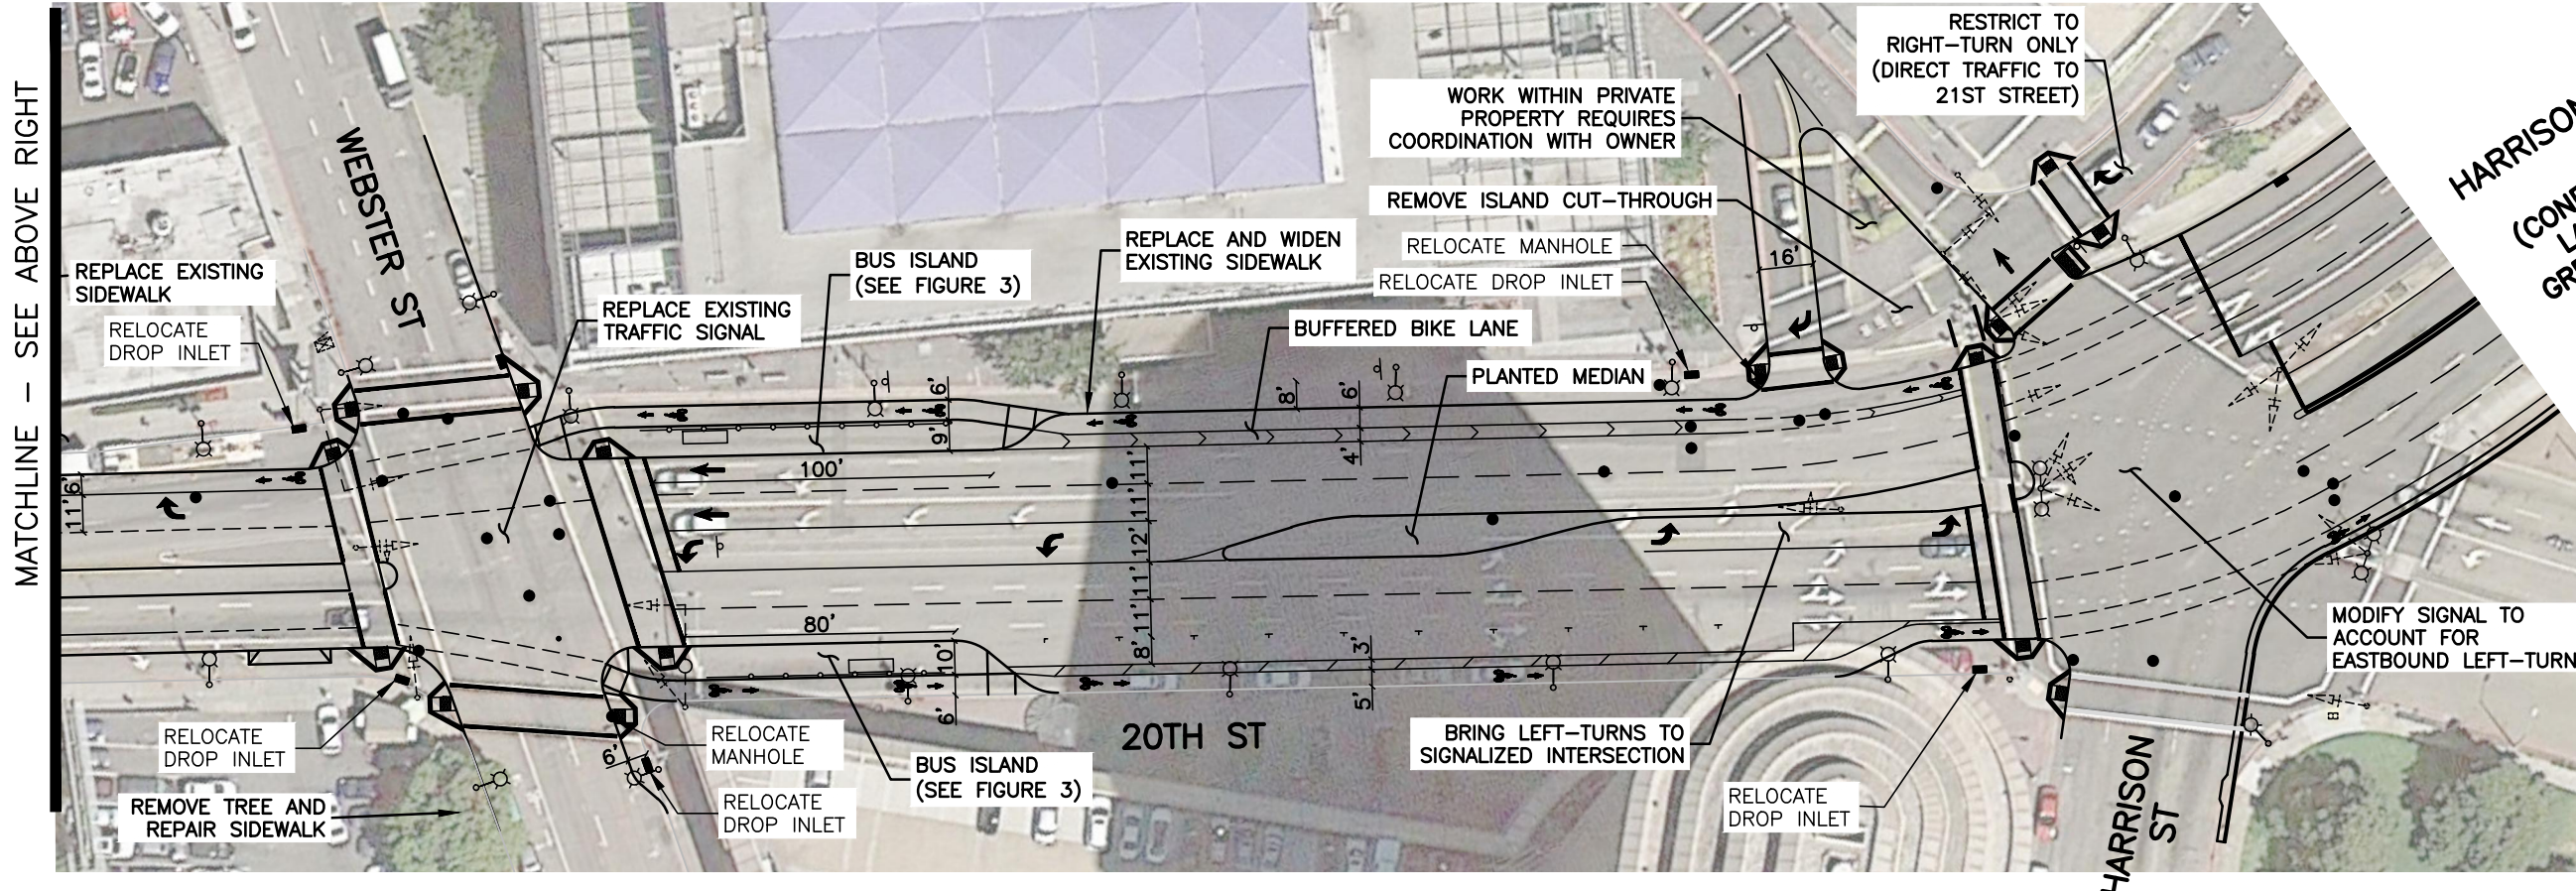 MATCHLINE – SEE ABOVE RIGHT
REPLACE EXISTING
SIDEWALK
RELOCATE
DROP INLET
WEBSTER ST
REPLACE EXISTING
TRAFFIC SIGNAL
BUS ISLAND
(SEE FIGURE 3)
REPLACE AND WIDEN
EXISTING SIDEWALK
BUFFERED BIKE LANE
PLANTED MEDIAN
WORK WITHIN PRIVATE
PROPERTY REQUIRES
COORDINATION WITH OWNER
REMOVE ISLAND CUT–THROUGH
RELOCATE MANHOLE
RELOCATE DROP INLET
RESTRICT TO
RIGHT–TURN ONLY
(DIRECT TRAFFIC TO
21ST STREET)
HARRISON
(CON
GR
16'
6'
9'
8'
6'
4'
100'
6'
11'
11'
11'
12'
11'
11'
8'
80'
10'
6'
3'
5'
6'
20TH ST
MODIFY SIGNAL TO
ACCOUNT FOR
EASTBOUND LEFT–TURN
RELOCATE
DROP INLET
REMOVE TREE AND
REPAIR SIDEWALK
RELOCATE
MANHOLE
RELOCATE
DROP INLET
BUS ISLAND
(SEE FIGURE 3)
BRING LEFT–TURNS TO
SIGNALIZED INTERSECTION
RELOCATE
DROP INLET
HARRISON
ST